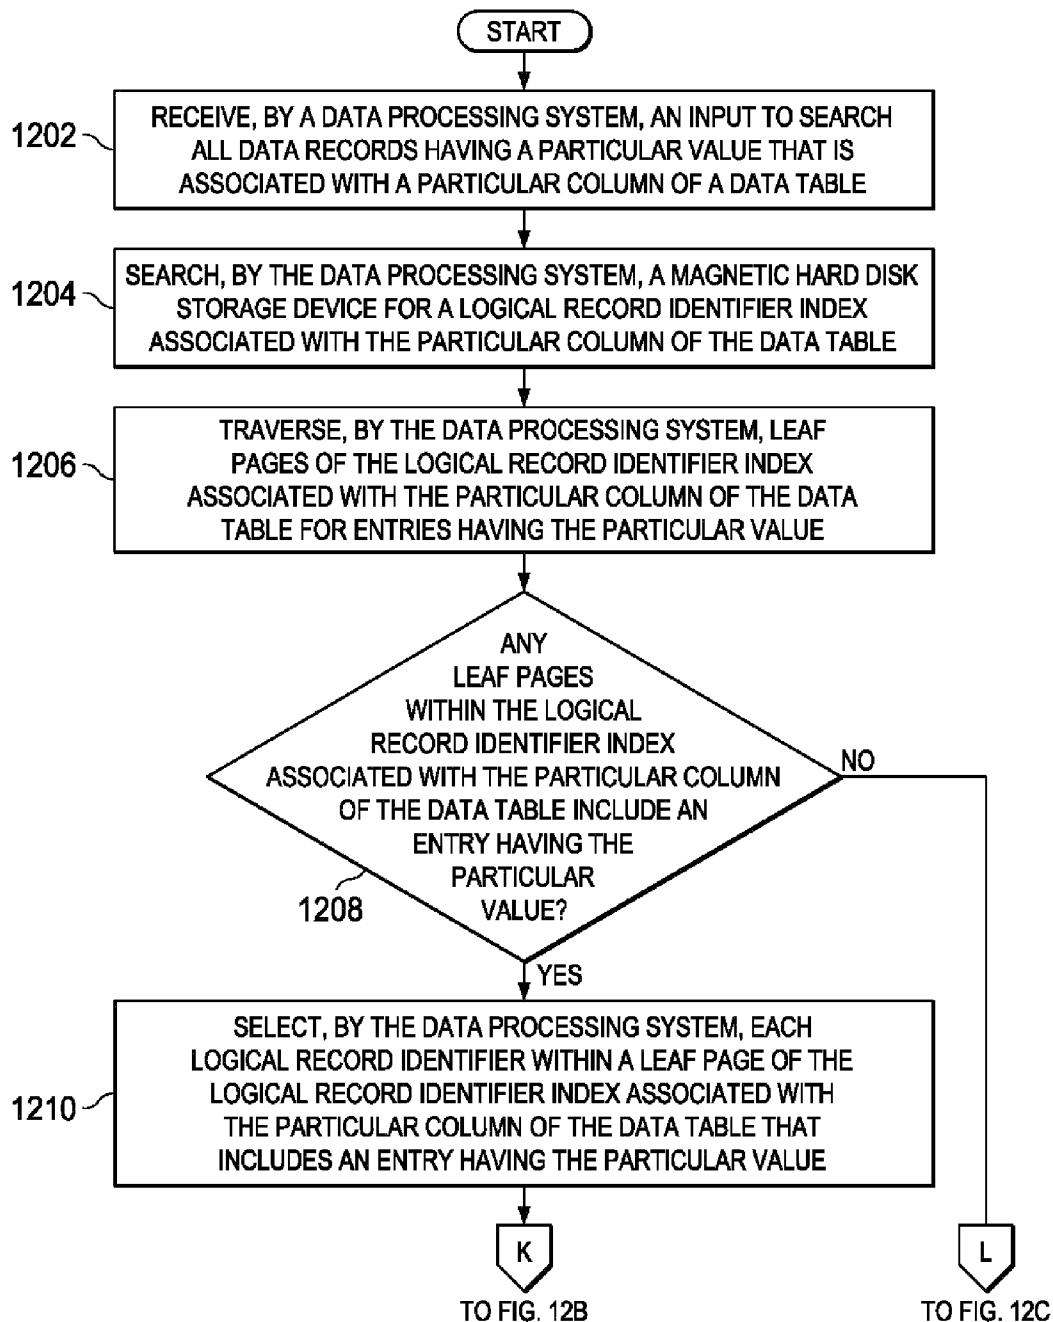 START
1202
RECEIVE, BY A DATA PROCESSING SYSTEM, AN INPUT TO SEARCH
ALL DATA RECORDS HAVING A PARTICULAR VALUE THAT IS
ASSOCIATED WITH A PARTICULAR COLUMN OF A DATA TABLE
1204
SEARCH, BY THE DATA PROCESSING SYSTEM, A MAGNETIC HARD DISK
STORAGE DEVICE FOR A LOGICAL RECORD IDENTIFIER INDEX
ASSOCIATED WITH THE PARTICULAR COLUMN OF THE DATA TABLE
1206
TRAVERSE, BY THE DATA PROCESSING SYSTEM, LEAF
PAGES OF THE LOGICAL RECORD IDENTIFIER INDEX
ASSOCIATED WITH THE PARTICULAR COLUMN OF THE DATA
TABLE FOR ENTRIES HAVING THE PARTICULAR VALUE
ANY
LEAF PAGES
WITHIN THE LOGICAL
RECORD IDENTIFIER INDEX
ASSOCIATED WITH THE PARTICULAR COLUMN
OF THE DATA TABLE INCLUDE AN
ENTRY HAVING THE
PARTICULAR
VALUE?
NO
1208
YES
1210
SELECT, BY THE DATA PROCESSING SYSTEM, EACH
LOGICAL RECORD IDENTIFIER WITHIN A LEAF PAGE OF THE
LOGICAL RECORD IDENTIFIER INDEX ASSOCIATED WITH
THE PARTICULAR COLUMN OF THE DATA TABLE THAT
INCLUDES AN ENTRY HAVING THE PARTICULAR VALUE
K
L
TO FIG. 12B
TO FIG. 12C